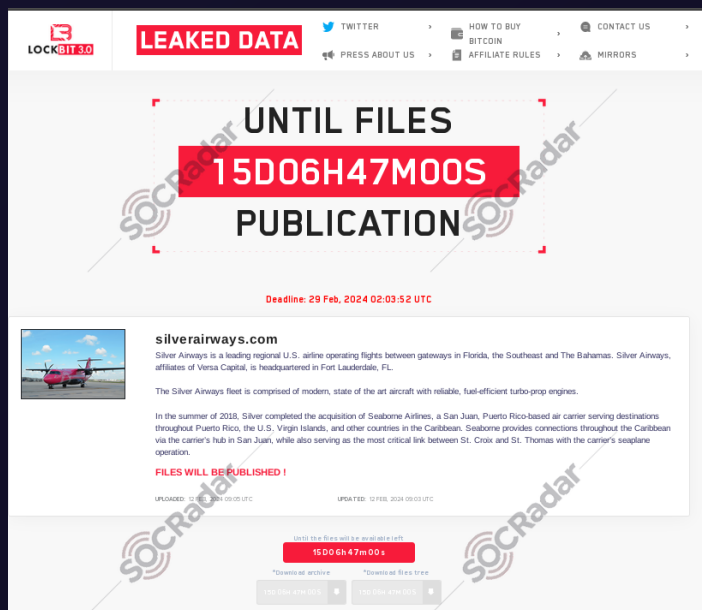 LOCKBIT 3.0
LEAKED DATA
TWITTER
HOW TO BUY
BITCOIN
CONTACT US
PRESS ABOUT US
AFFILIATE RULES
MIRRORS
UNTIL FILES
15D06H47M00S
PUBLICATION
SOCRadar
SOCRadar
Deadline: 29 Feb, 2024 02:03:52 UTC
silverairways.com
Silver Airways is a leading regional U.S. airline operating flights between gateways in Florida, the Southeast and The Bahamas. Silver Airways,
affiliates of Versa Capital, is headquartered in Fort Lauderdale, FL.
The Silver Airways fleet is comprised of modern, state of the art aircraft with reliable, fuel-efficient turbo-prop engines.
In the summer of 2018, Silver completed the acquisition of Seaborne Airlines, a San Juan, Puerto Rico-based air carrier serving destinations
throughout Puerto Rico, the U.S. Virgin Islands, and other countries in the Caribbean. Seaborne provides connections throughout the Caribbean
via the carrier's hub in San Juan, while also serving as the most critical link between St. Croix and St. Thomas with the carrier's seaplane
operation.
FILES WILL BE PUBLISHED !
UPLOADED: 12 FEB, 2024 09:05 UTC
UPDATED: 12 FEB, 2024 09:03 UTC
SOCRadar
SOCRadar
Until the files will be available left
15D06h47m00s
*Download archive
*Download files tree
15D06H47M00S
15D06H47M00S